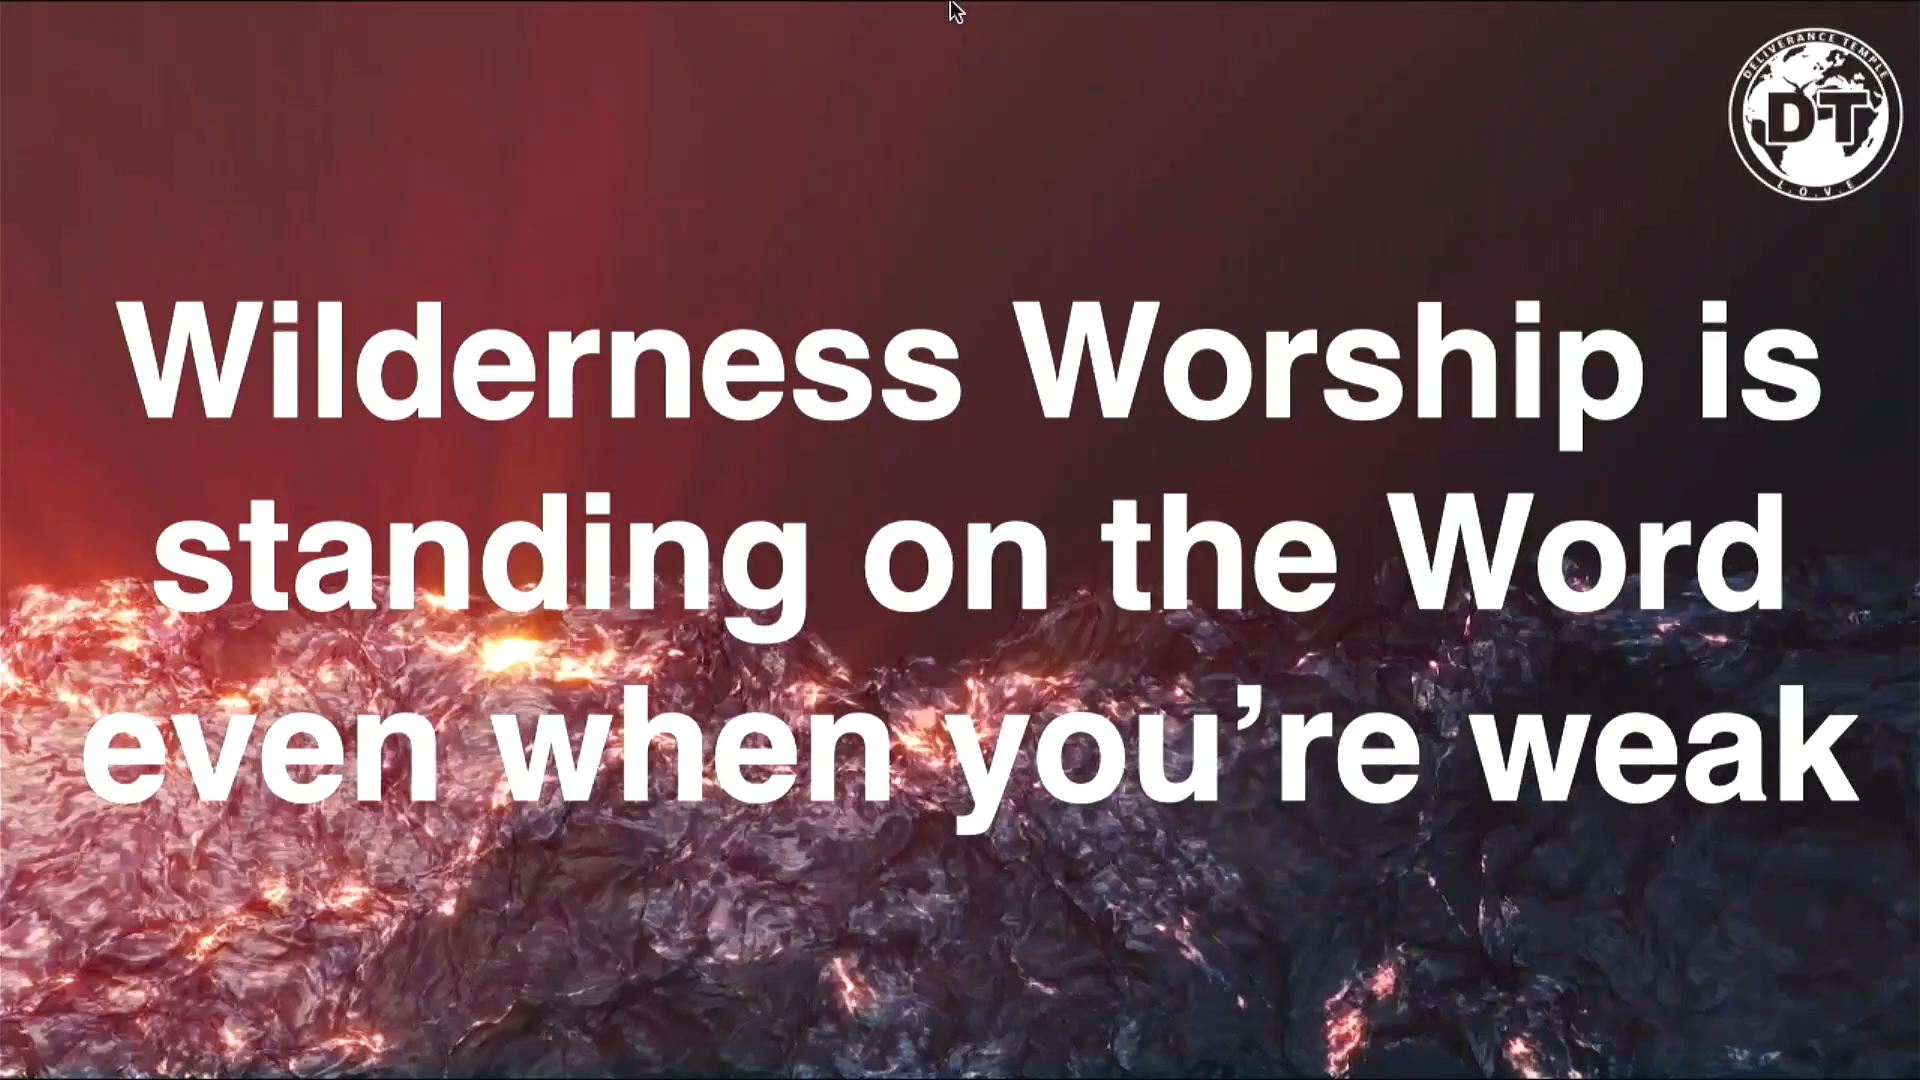 DELIVERANCE TEMPLE
DT
L.O.V.E
Wilderness Worship is
standing on the Word
even when you’re weak